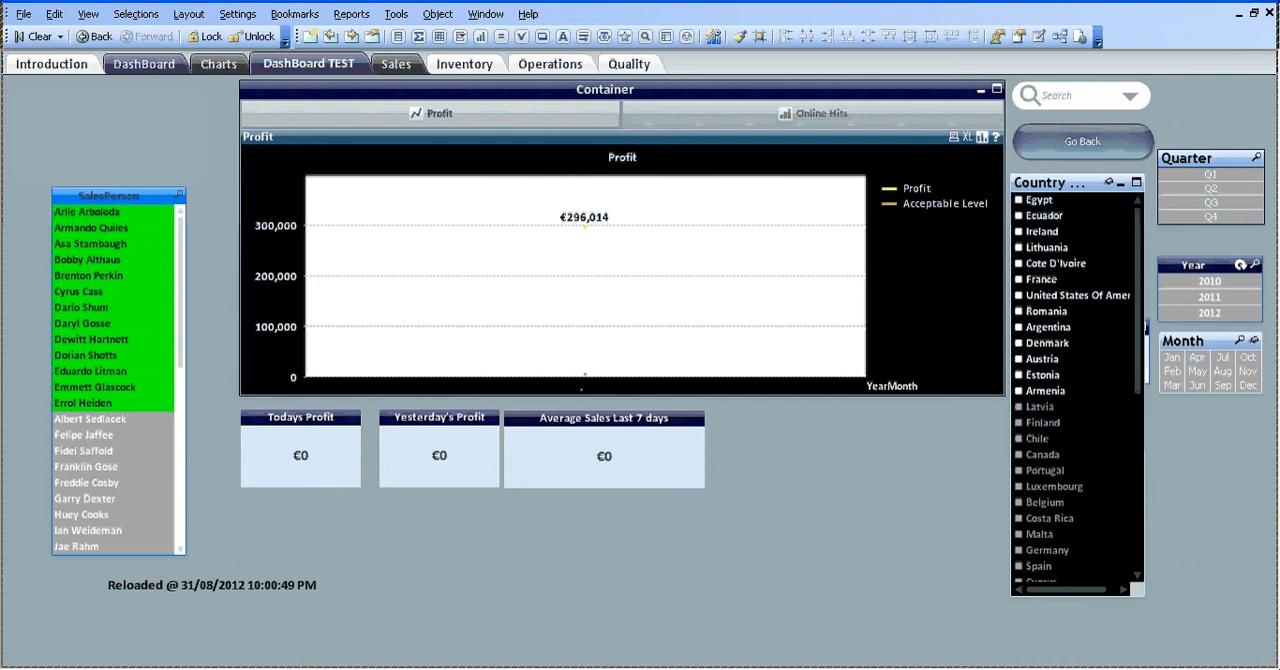 File Edit View Selections Layout Settings Bookmarks Reports Tools Object Window Help
Clear Back Forward Lock Unlock
Introduction DashBoard Charts DashBoard TEST Sales Inventory Operations Quality
Container
Profit Online Hits
Profit XL ?
Profit
€296,014
300,000
200,000
100,000
0
YearMonth
Profit
Acceptable Level
Todays Profit
€0
Yesterday's Profit
€0
Average Sales Last 7 days
€0
SalesPerson
Arlie Arboleda
Armando Quiles
Asa Stambaugh
Bobby Althaus
Brenton Perkin
Cyrus Cass
Dario Shum
Daryl Gosse
Dewitt Hartnett
Dorian Shotts
Eduardo Litman
Emmett Glascock
Errol Heiden
Albert Sedlacek
Felipe Jaffee
Fidel Saffold
Franklin Gose
Freddie Cosby
Garry Dexter
Huey Cooks
Ian Weideman
Jae Rahm
Reloaded @ 31/08/2012 10:00:49 PM
Search
Go Back
Country ...
Egypt
Ecuador
Ireland
Lithuania
Cote D'Ivoire
France
United States Of Amer
Romania
Argentina
Denmark
Austria
Estonia
Armenia
Latvia
Finland
Chile
Canada
Portugal
Luxembourg
Belgium
Costa Rica
Malta
Germany
Spain
Quarter
Q1
Q2
Q3
Q4
Year
2010
2011
2012
Month
Jan Apr Jul Oct
Feb May Aug Nov
Mar Jun Sep Dec